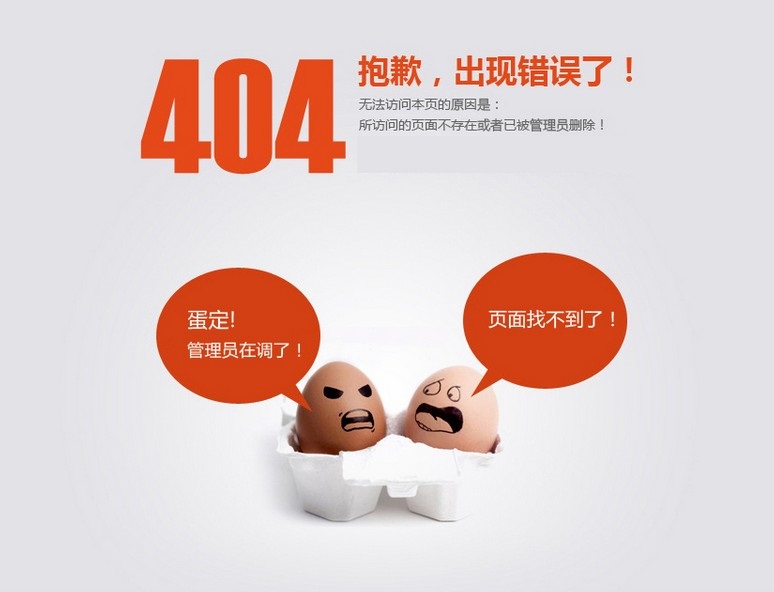 404
抱歉，出现错误了！
无法访问本页的原因是：
所访问的页面不存在或者已被管理员删除！
蛋定!
管理员在调了！
页面找不到了！